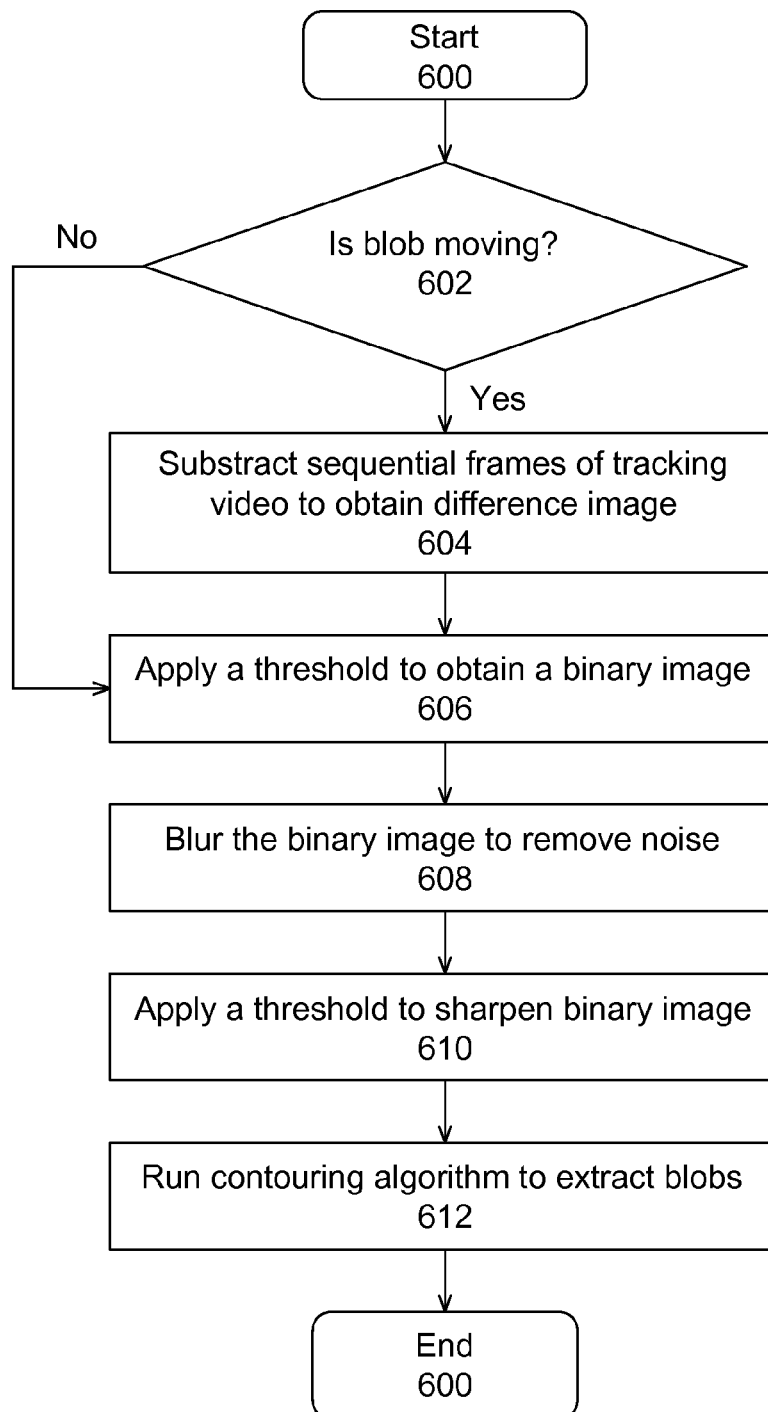 Start
600
No
Is blob moving?
602
Yes
Substract sequential frames of tracking
video to obtain difference image
604
Apply a threshold to obtain a binary image
606
Blur the binary image to remove noise
608
Apply a threshold to sharpen binary image
610
Run contouring algorithm to extract blobs
612
End
600